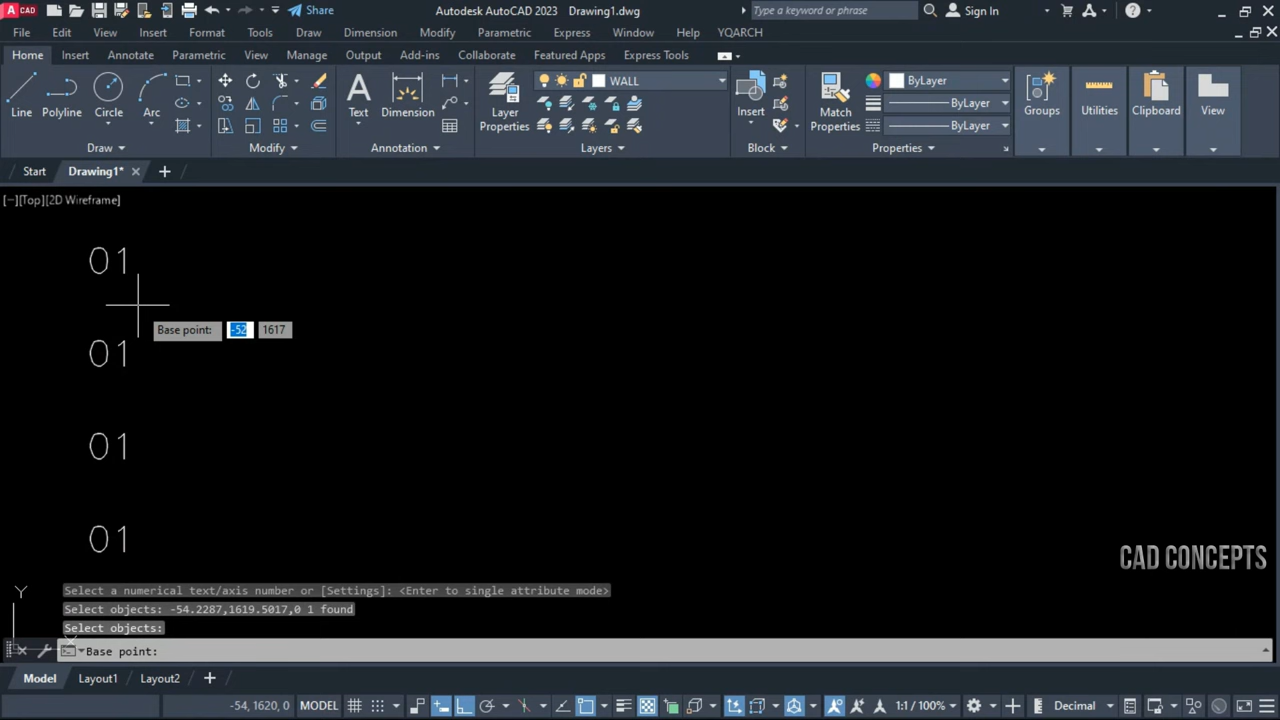 CAD
Share
Autodesk AutoCAD 2023 Drawing1.dwg
Type a keyword or phrase
Sign In
File Edit View Insert Format Tools Draw Dimension Modify Parametric Express Window Help YQARCH
Home Insert Annotate Parametric View Manage Output Add-ins Collaborate Featured Apps Express Tools
Line Polyline Circle Arc
Draw
Modify
Text Dimension
Annotation
Layer Properties
WALL
Layers
Insert
Block
Match Properties
ByLayer
ByLayer
ByLayer
Properties
Groups
Utilities
Clipboard
View
Start Drawing1*
[−][Top][2D Wireframe]
01
Base point: -52 1617
01
01
01
CAD CONCEPTS
Y
Select a numerical text/axis number or [Settings]: <Enter to single attribute mode>
Select objects: -54.2287,1619.5017,0 1 found
Select objects:
Base point:
Model Layout1 Layout2
-54, 1620, 0 MODEL 1:1 / 100% Decimal